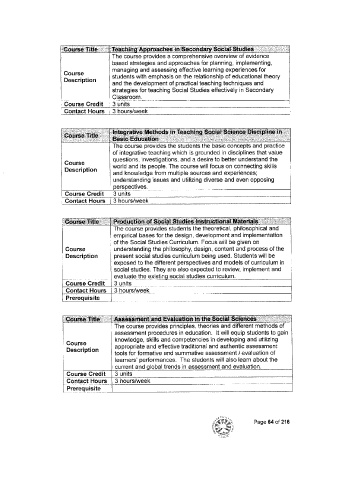 Course Title Teaching Approaches in Secondary Social Studies
Course Description
The course provides a comprehensive overview of evidence
based strategies and approaches for planning, implementing,
managing and assessing effective learning experiences for
students with emphasis on the relationship of educational theory
and the development of practical teaching techniques and
strategies for teaching Social Studies effectively in Secondary
Classroom.
Course Credit 3 units
Contact Hours 3 hours/week
Course Title Integrative Methods in Teaching Social Science Discipline in
Basic Education
Course Description
The course provides the students the basic concepts and practice
of integrative teaching which is grounded in disciplines that value
questions, investigations, and a desire to better understand the
world and its people. The course will focus on connecting skills
and knowledge from multiple sources and experiences;
understanding issues and utilizing diverse and even opposing
perspectives.
Course Credit 3 units
Contact Hours 3 hours/week
Course Title Production of Social Studies Instructional Materials
Course Description
The course provides students the theoretical, philosophical and
empirical bases for the design, development and implementation
of the Social Studies Curriculum. Focus will be given on
understanding the philosophy, design, content and process of the
present social studies curriculum being used. Students will be
exposed to the different perspectives and models of curriculum in
social studies. They are also expected to review, implement and
evaluate the existing social studies curriculum.
Course Credit 3 units
Contact Hours 3 hours/week
Prerequisite
Course Title Assessment and Evaluation in the Social Sciences
Course Description
The course provides principles, theories and different methods of
assessment procedures in education. It will equip students to gain
knowledge, skills and competencies in developing and utilizing
appropriate and effective traditional and authentic assessment
tools for formative and summative assessment / evaluation of
learners' performances. The students will also learn about the
current and global trends in assessment and evaluation.
Course Credit 3 units
Contact Hours 3 hours/week
Prerequisite
Page 64 of 216